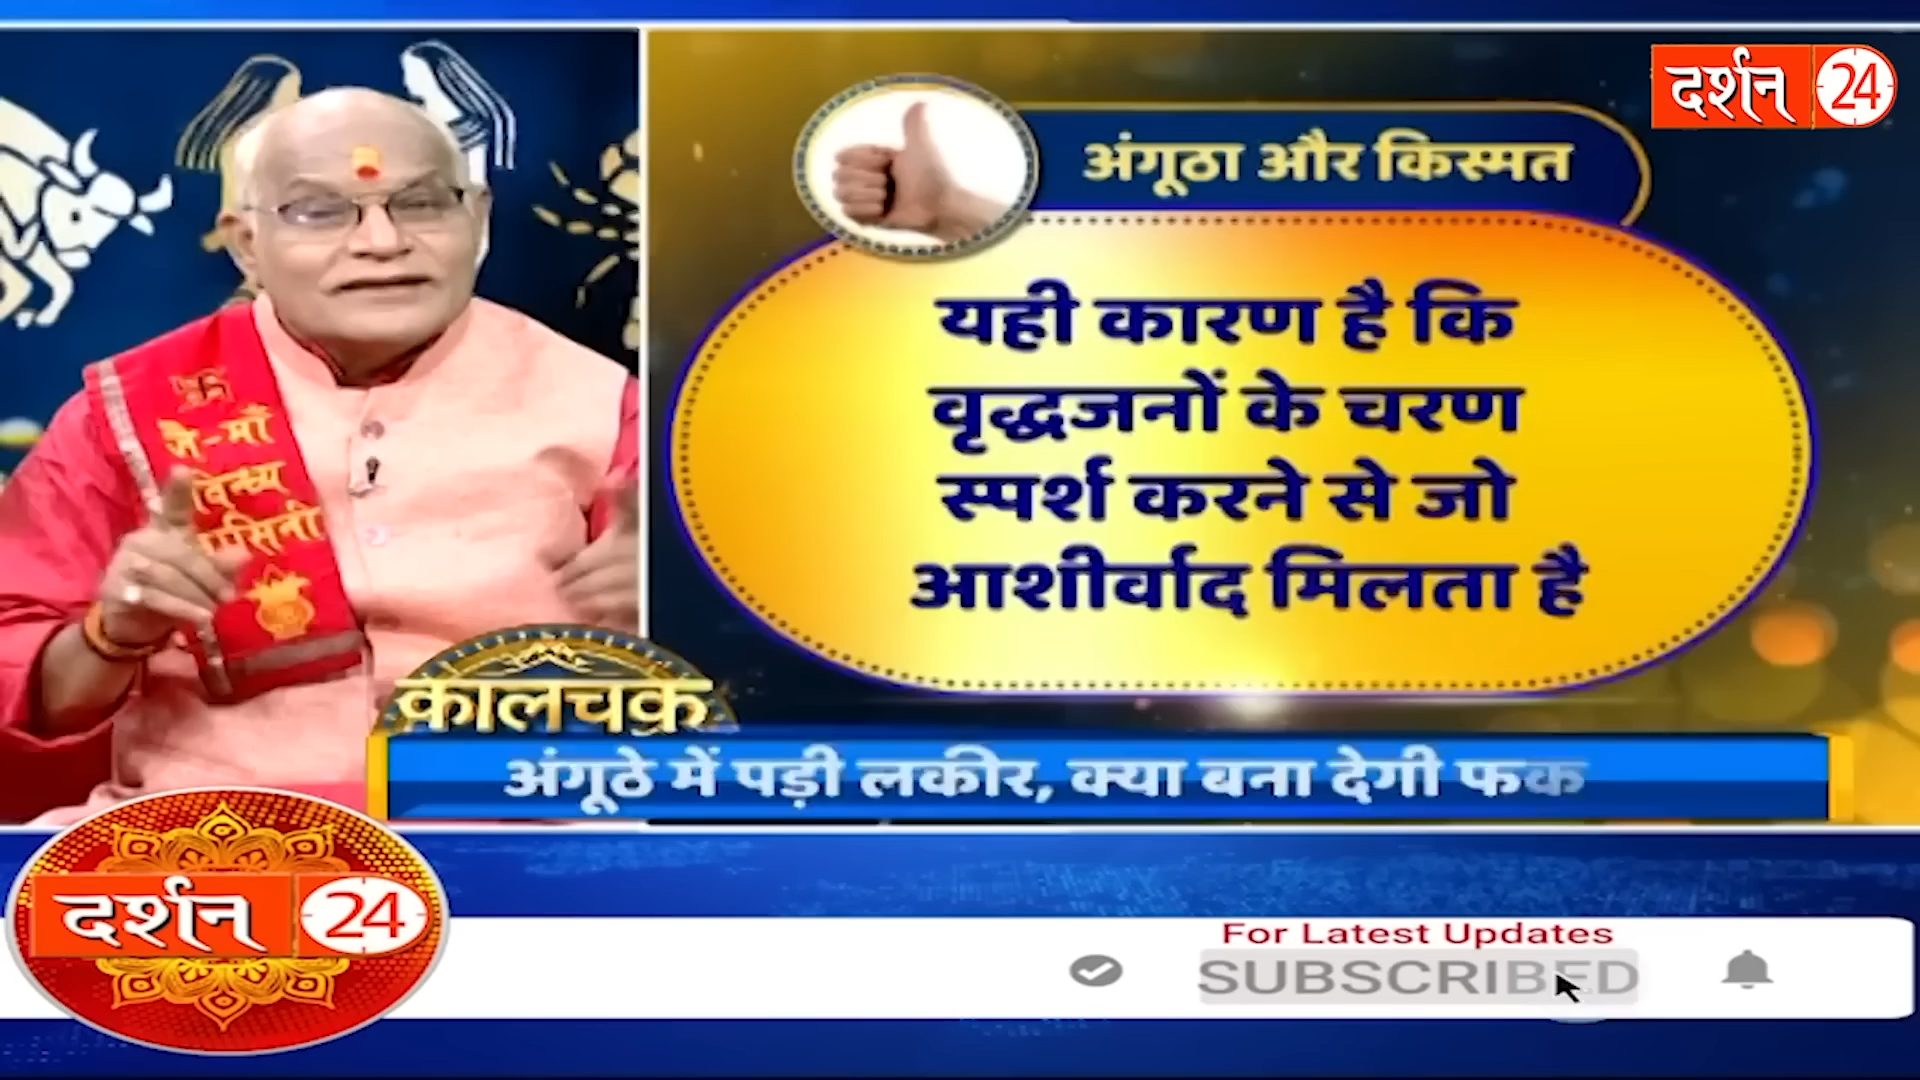 दर्शन 24
अंगूठा और किस्मत
यही कारण है कि
वृद्धजनों के चरण
स्पर्श करने से जो
आशीर्वाद मिलता है
जै-माँ
विन्ध्य
कालचक्र
अंगूठे में पड़ी लकीर, क्या बना देगी फक
दर्शन 24
For Latest Updates
SUBSCRIBED